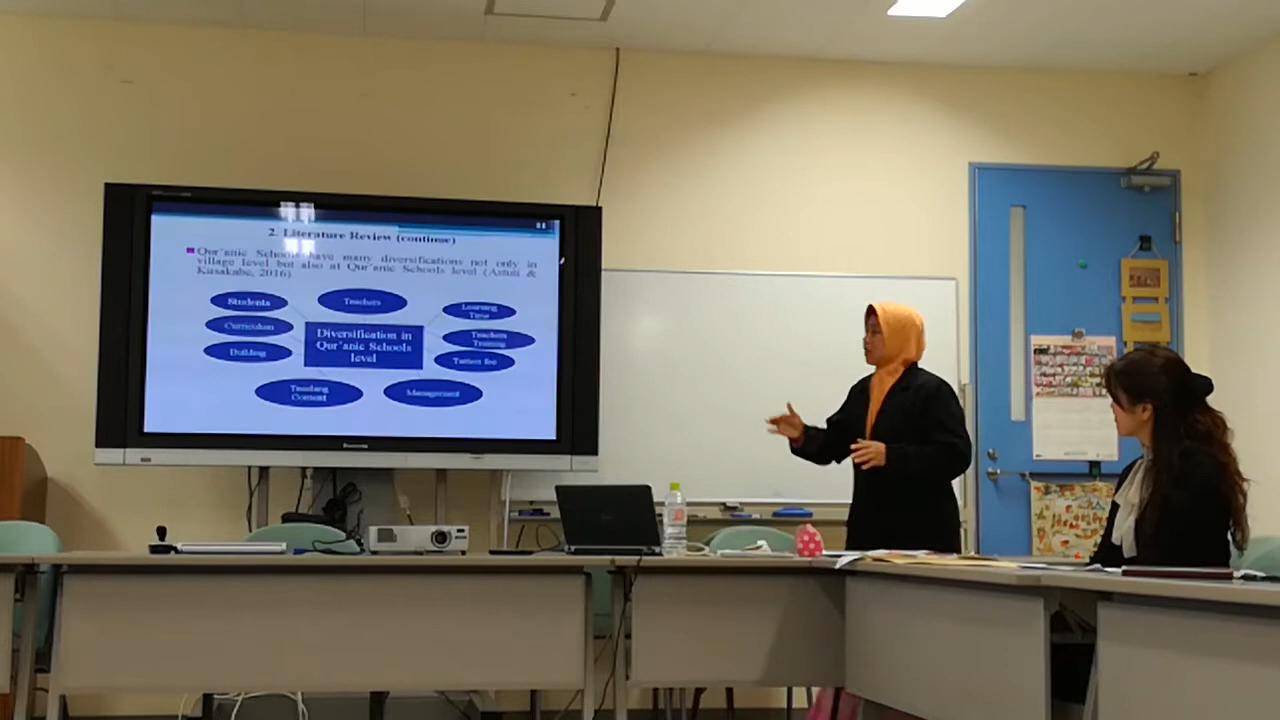 2. Literature Review (continue)
Qur'anic Schools have many diversifications not only in
village level but also at Qur'anic Schools level (Astuti &
Kusakabe, 2016)
Students
Teachers
Learning
Time
Curriculum
Diversification in
Qur'anic Schools
level
Teachers
Training
Building
Tuition fee
Teaching
Content
Management
Panasonic